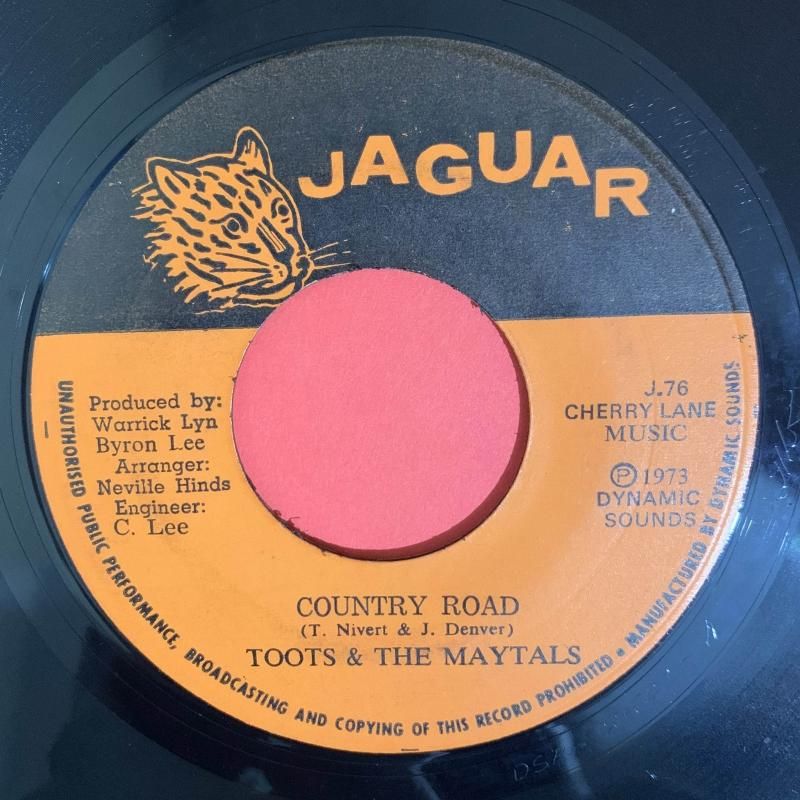 JAGUAR
Produced by:
Warrick Lyn
Byron Lee
Arranger:
Neville Hinds
Engineer:
C. Lee
J.76
CHERRY LANE
MUSIC
Ⓟ 1973
DYNAMIC
SOUNDS
COUNTRY ROAD
(T. Nivert & J. Denver)
TOOTS & THE MAYTALS
UNAUTHORISED PUBLIC PERFORMANCE, BROADCASTING AND COPYING OF THIS RECORD PROHIBITED • MANUFACTURED BY DYNAMIC SOUNDS